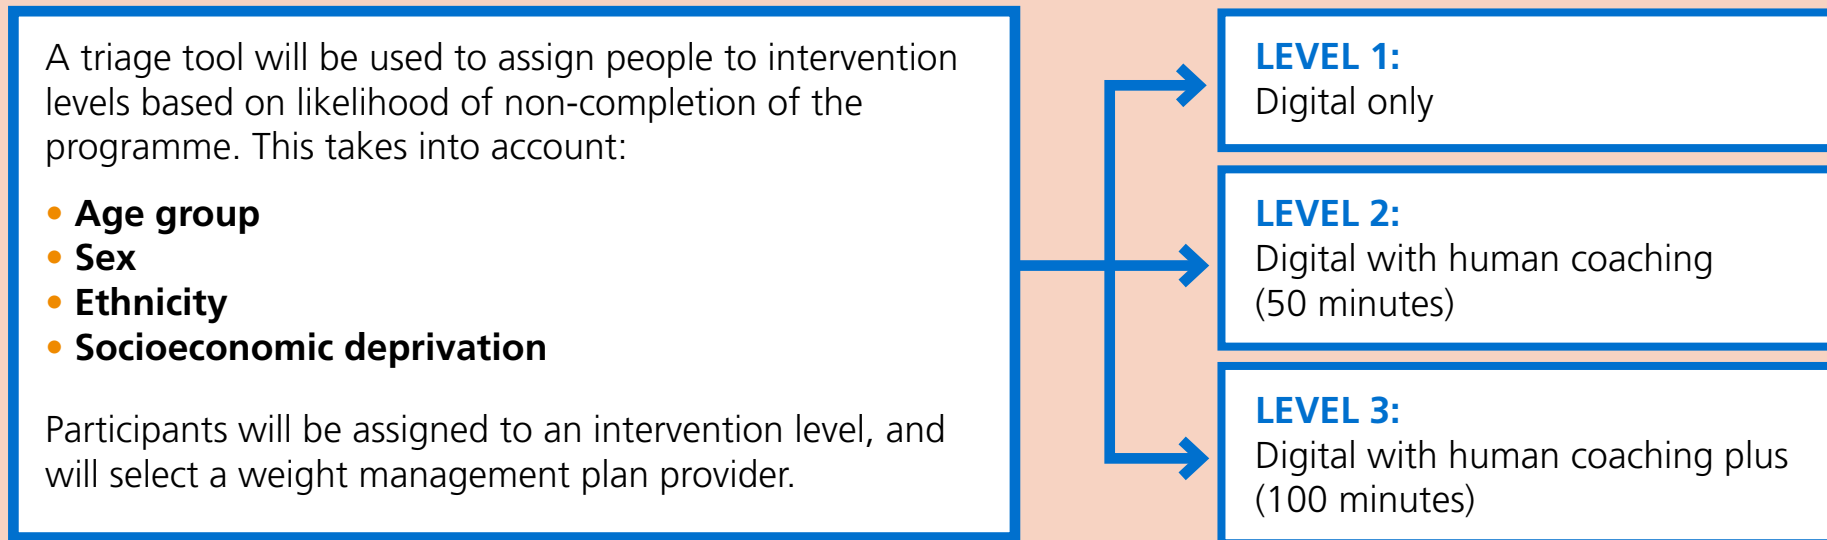 A triage tool will be used to assign people to intervention
levels based on likelihood of non-completion of the
programme. This takes into account:
• Age group
• Sex
• Ethnicity
• Socioeconomic deprivation
Participants will be assigned to an intervention level, and
will select a weight management plan provider.
LEVEL 1:
Digital only
LEVEL 2:
Digital with human coaching
(50 minutes)
LEVEL 3:
Digital with human coaching plus
(100 minutes)